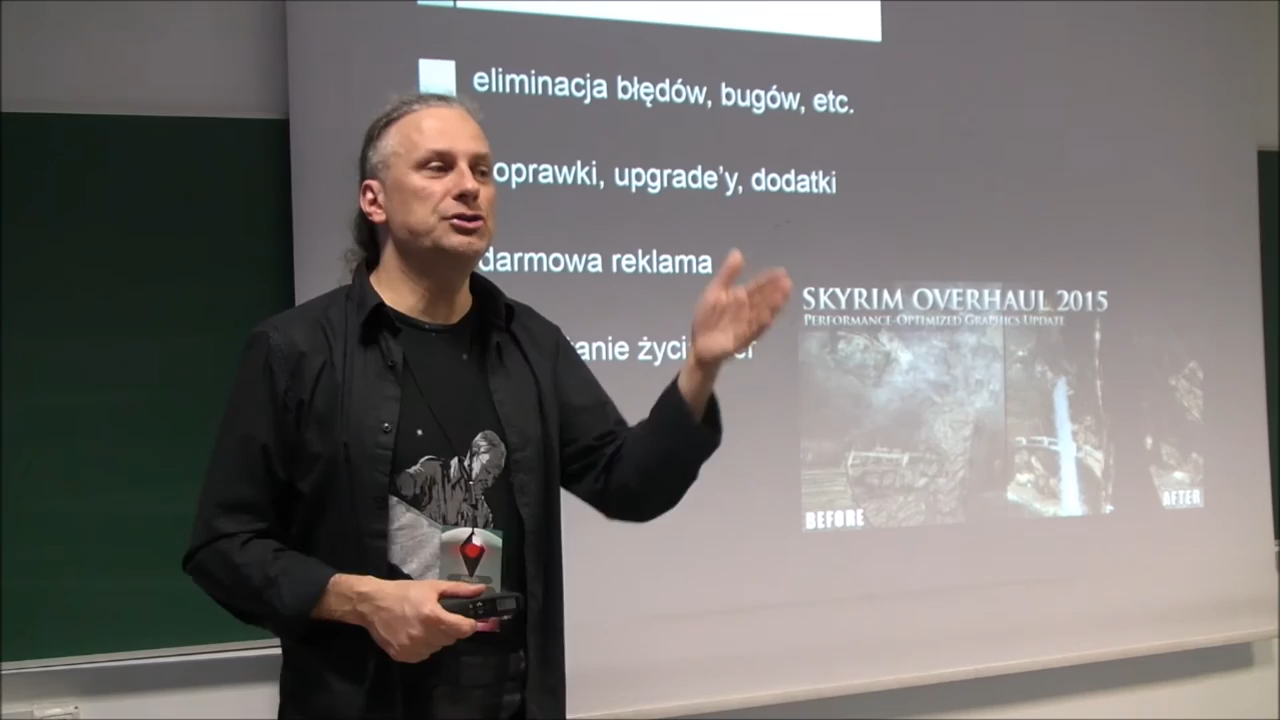 eliminacja błędów, bugów, etc.
oprawki, upgrade'y, dodatki
darmowa reklama
SKYRIM OVERHAUL 2015
PERFORMANCE-OPTIMIZED GRAPHICS UPDATE
BEFORE
AFTER